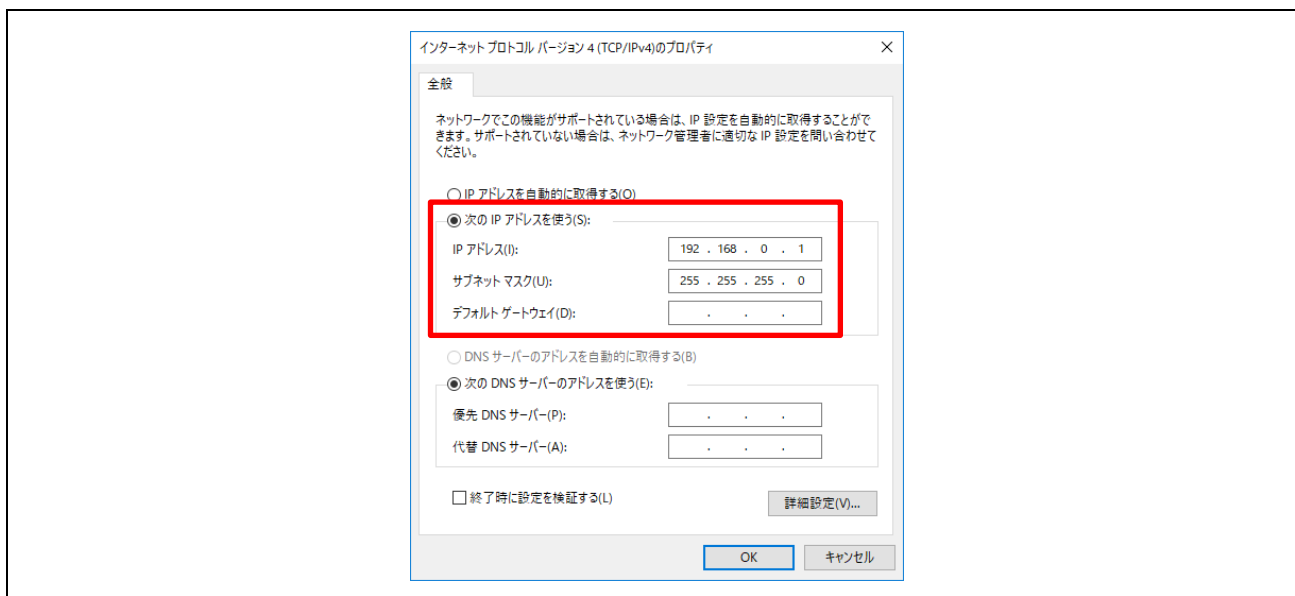 インターネット プロトコル バージョン 4 (TCP/IPv4)のプロパティ
全般
ネットワークでこの機能がサポートされている場合は、IP 設定を自動的に取得することがで
きます。サポートされていない場合は、ネットワーク管理者に適切な IP 設定を問い合わせて
ください。
IP アドレスを自動的に取得する(O)
次の IP アドレスを使う(S):
IP アドレス(I): 192 . 168 . 0 . 1
サブネット マスク(U): 255 . 255 . 255 . 0
デフォルト ゲートウェイ(D): . . .
DNS サーバーのアドレスを自動的に取得する(B)
次の DNS サーバーのアドレスを使う(E):
優先 DNS サーバー(P): . . .
代替 DNS サーバー(A): . . .
終了時に設定を検証する(L)
詳細設定(V)...
OK キャンセル